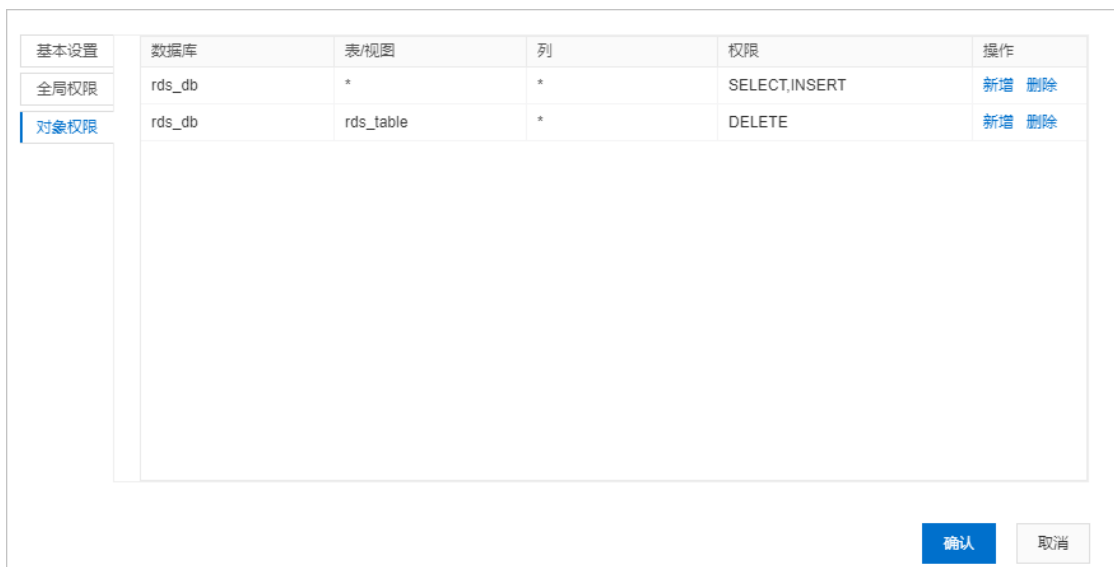 基本设置
全局权限
对象权限
数据库 表/视图 列 权限 操作
rds_db * * SELECT,INSERT 新增 删除
rds_db rds_table * DELETE 新增 删除
确认 取消